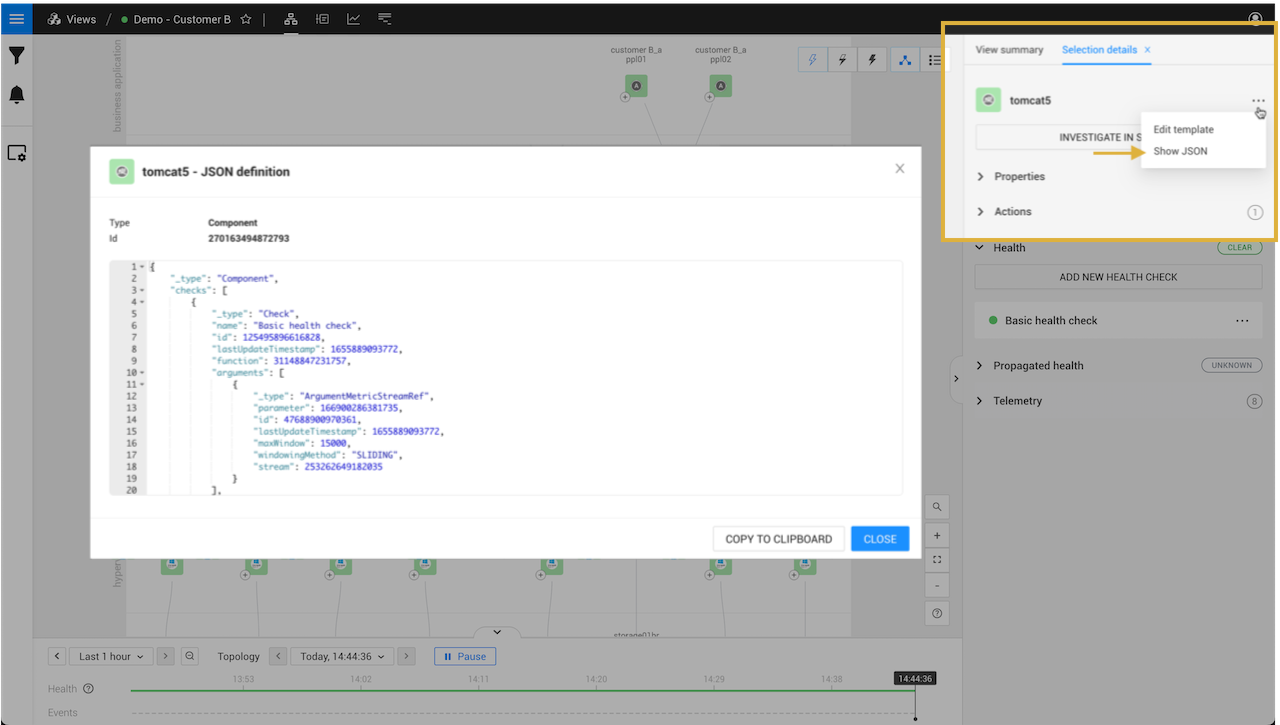 Views / Demo - Customer B
business application
customer B_a
ppl01
customer B_a
ppl02
A
A
View summary
Selection details ×
tomcat5
Edit template
Show JSON
INVESTIGATE IN S
Properties
Actions 1
Health CLEAR
ADD NEW HEALTH CHECK
Basic health check
Propagated health UNKNOWN
Telemetry 8
tomcat5 - JSON definition
Type Component
Id 270163494872793
1 {
2 "_type": "Component",
3 "checks": [
4 {
5 "_type": "Check",
6 "name": "Basic health check",
7 "id": 125495896616828,
8 "lastUpdateTimestamp": 1655889093772,
9 "function": 31148847231757,
10 "arguments": [
11 {
12 "_type": "ArgumentMetricStreamRef",
13 "parameter": 166900286381735,
14 "id": 47688900970361,
15 "lastUpdateTimestamp": 1655889093772,
16 "maxWindow": 15000,
17 "windowingMethod": "SLIDING",
18 "stream": 253262649182035
19 }
20 ],
COPY TO CLIPBOARD
CLOSE
storage01br
Last 1 hour
Topology
Today, 14:44:36
Pause
13:53 14:02 14:11 14:20 14:29 14:38 14:44:36
Health
Events